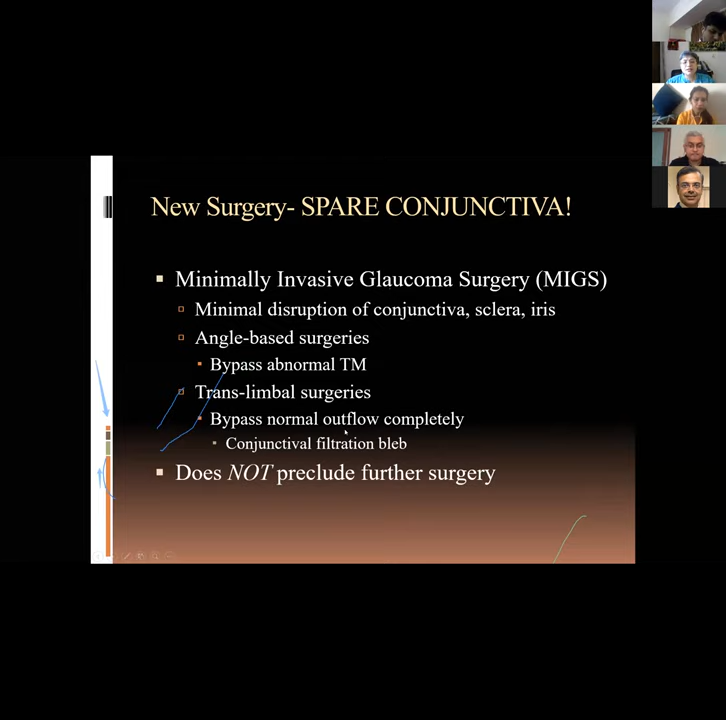 New Surgery- SPARE CONJUNCTIVA!
Minimally Invasive Glaucoma Surgery (MIGS)
Minimal disruption of conjunctiva, sclera, iris
Angle-based surgeries
Bypass abnormal TM
Trans-limbal surgeries
Bypass normal outflow completely
Conjunctival filtration bleb
Does NOT preclude further surgery